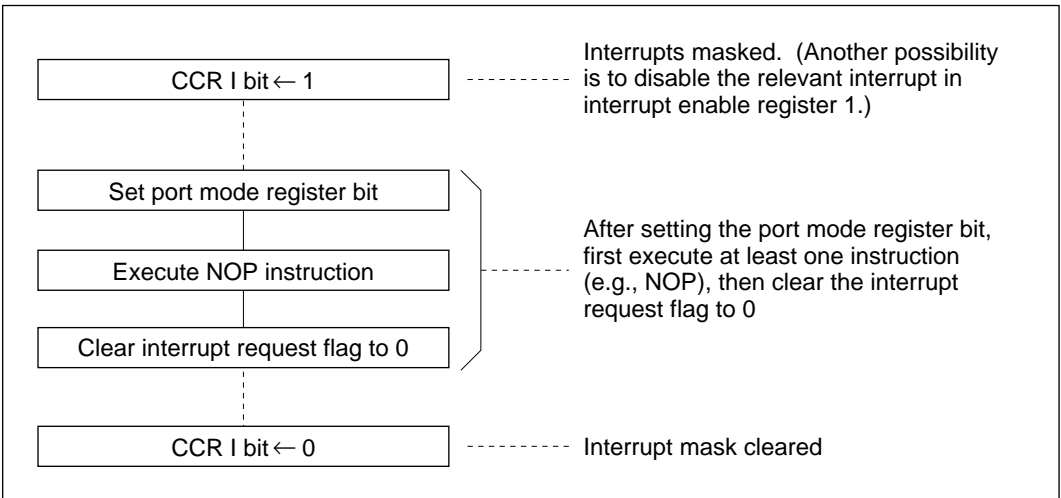 CCR I bit ← 1
Interrupts masked. (Another possibility
is to disable the relevant interrupt in
interrupt enable register 1.)
Set port mode register bit
Execute NOP instruction
Clear interrupt request flag to 0
After setting the port mode register bit,
first execute at least one instruction
(e.g., NOP), then clear the interrupt
request flag to 0
CCR I bit ← 0
Interrupt mask cleared